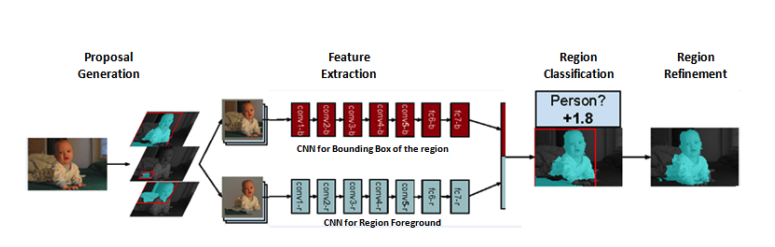 Proposal
Generation
Feature
Extraction
Region
Classification
Region
Refinement
Person?
+1.8
conv1-b
conv2-b
conv3-b
conv4-b
conv5-b
fc6-b
fc7-b
CNN for Bounding Box of the region
conv1-r
conv2-r
conv3-r
conv4-r
conv5-r
fc6-r
fc7-r
CNN for Region Foreground